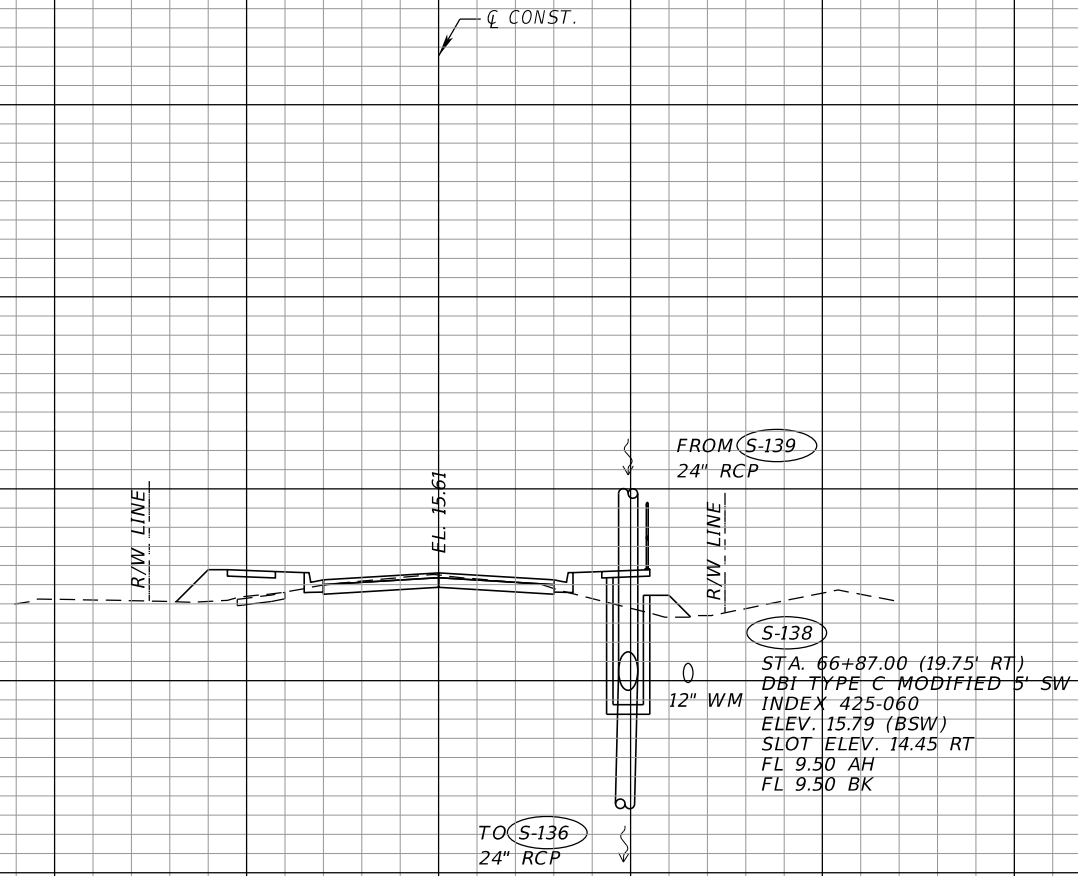 ℄ CONST.
FROM S-139
24" RCP
R/W LINE
EL. 15.61
R/W LINE
S-138
STA. 66+87.00 (19.75' RT)
DBI TYPE C MODIFIED 5' SW
INDEX 425-060
ELEV. 15.79 (BSW)
SLOT ELEV. 14.45 RT
FL 9.50 AH
FL 9.50 BK
12" WM
TO S-136
24" RCP